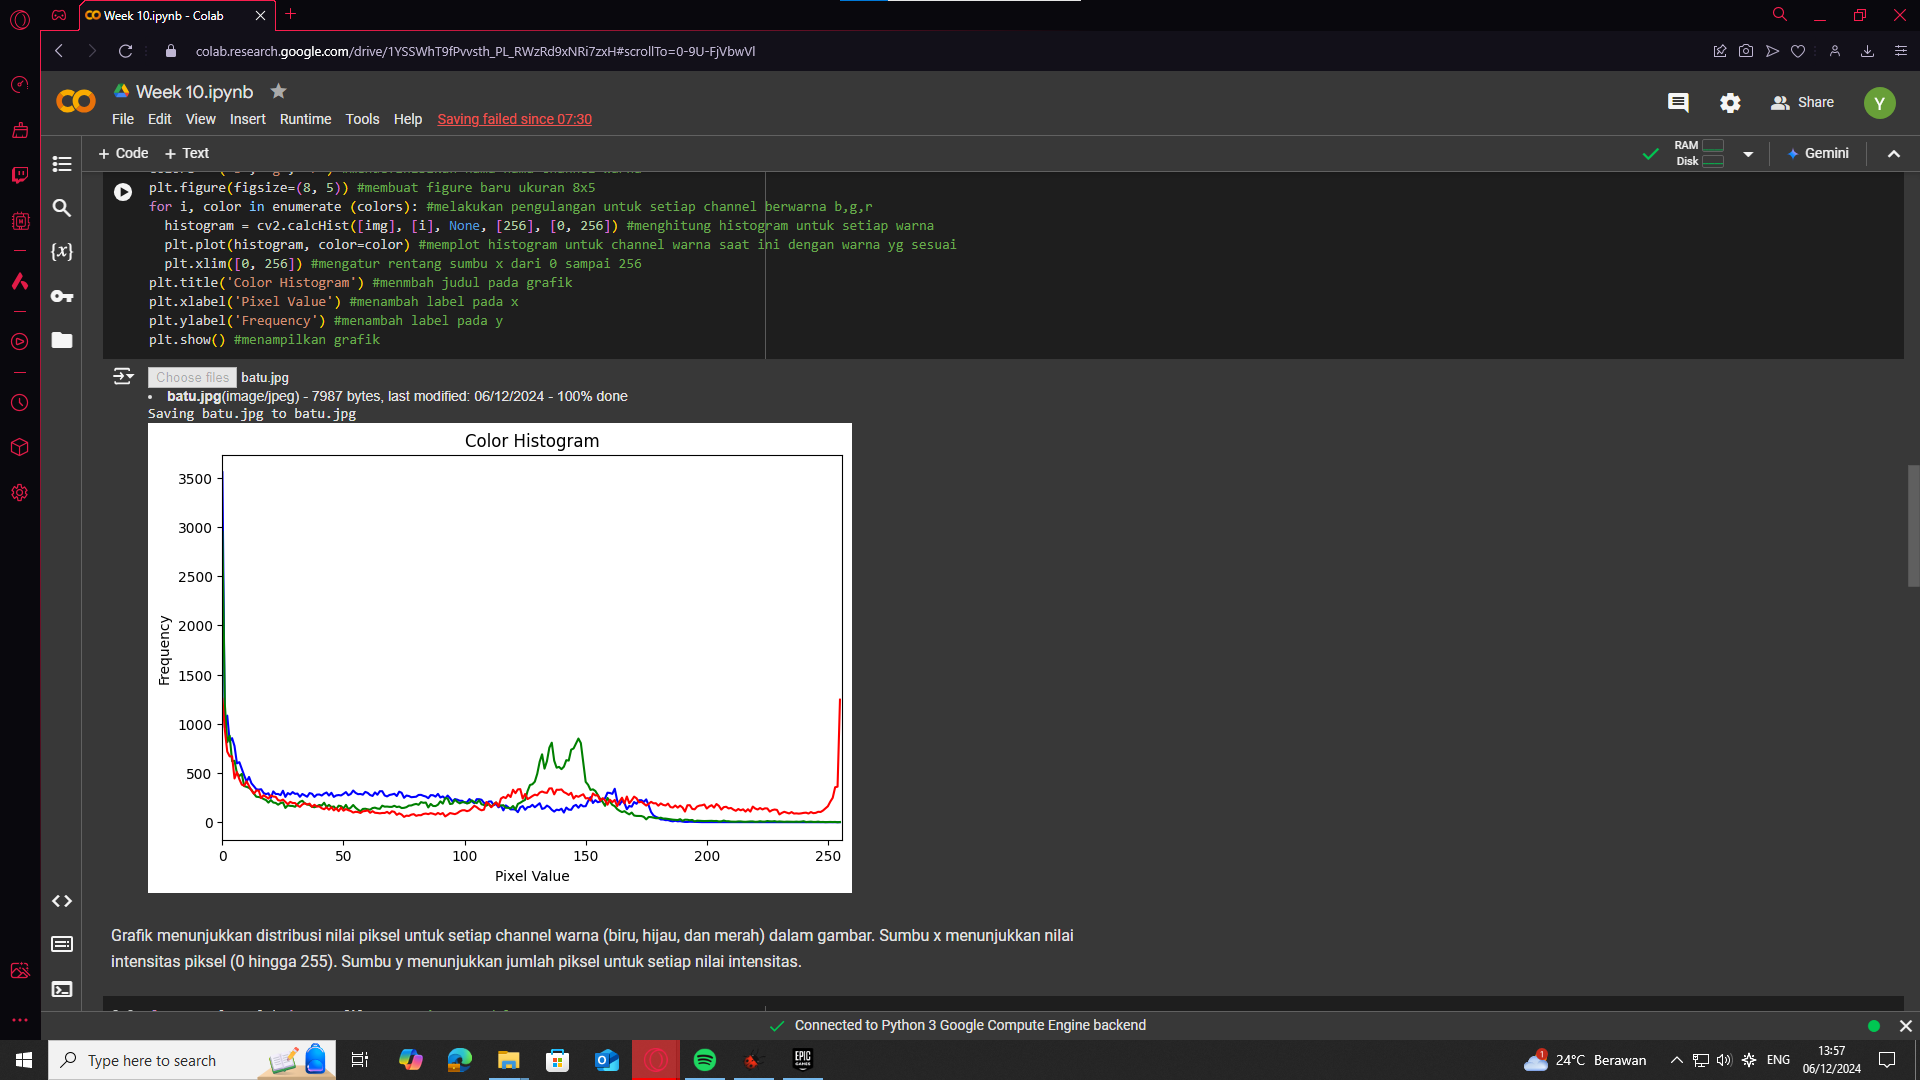 Week 10.ipynb - Colab
colab.research.google.com/drive/1YSSWhT9fPvvsth_PL_RWzRd9xNRi7zxH#scrollTo=0-9U-FjVbwVl
Week 10.ipynb
File Edit View Insert Runtime Tools Help Saving failed since 07:30
Share
Y
+ Code + Text
RAM
Disk
Gemini
plt.figure(figsize=(8, 5)) #membuat figure baru ukuran 8x5
for i, color in enumerate (colors): #melakukan pengulangan untuk setiap channel berwarna b,g,r
histogram = cv2.calcHist([img], [i], None, [256], [0, 256]) #menghitung histogram untuk setiap warna
plt.plot(histogram, color=color) #memplot histogram untuk channel warna saat ini dengan warna yg sesuai
plt.xlim([0, 256]) #mengatur rentang sumbu x dari 0 sampai 256
plt.title('Color Histogram') #menmbah judul pada grafik
plt.xlabel('Pixel Value') #menambah label pada x
plt.ylabel('Frequency') #menambah label pada y
plt.show() #menampilkan grafik
{x}
Choose files batu.jpg
• batu.jpg(image/jpeg) - 7987 bytes, last modified: 06/12/2024 - 100% done
Saving batu.jpg to batu.jpg
Color Histogram
3500
3000
2500
2000
1500
1000
500
0
Frequency
0 50 100 150 200 250
Pixel Value
Grafik menunjukkan distribusi nilai piksel untuk setiap channel warna (biru, hijau, dan merah) dalam gambar. Sumbu x menunjukkan nilai
intensitas piksel (0 hingga 255). Sumbu y menunjukkan jumlah piksel untuk setiap nilai intensitas.
Connected to Python 3 Google Compute Engine backend
Type here to search
EPIC
GAMES
1
24°C Berawan
ENG
13:57
06/12/2024